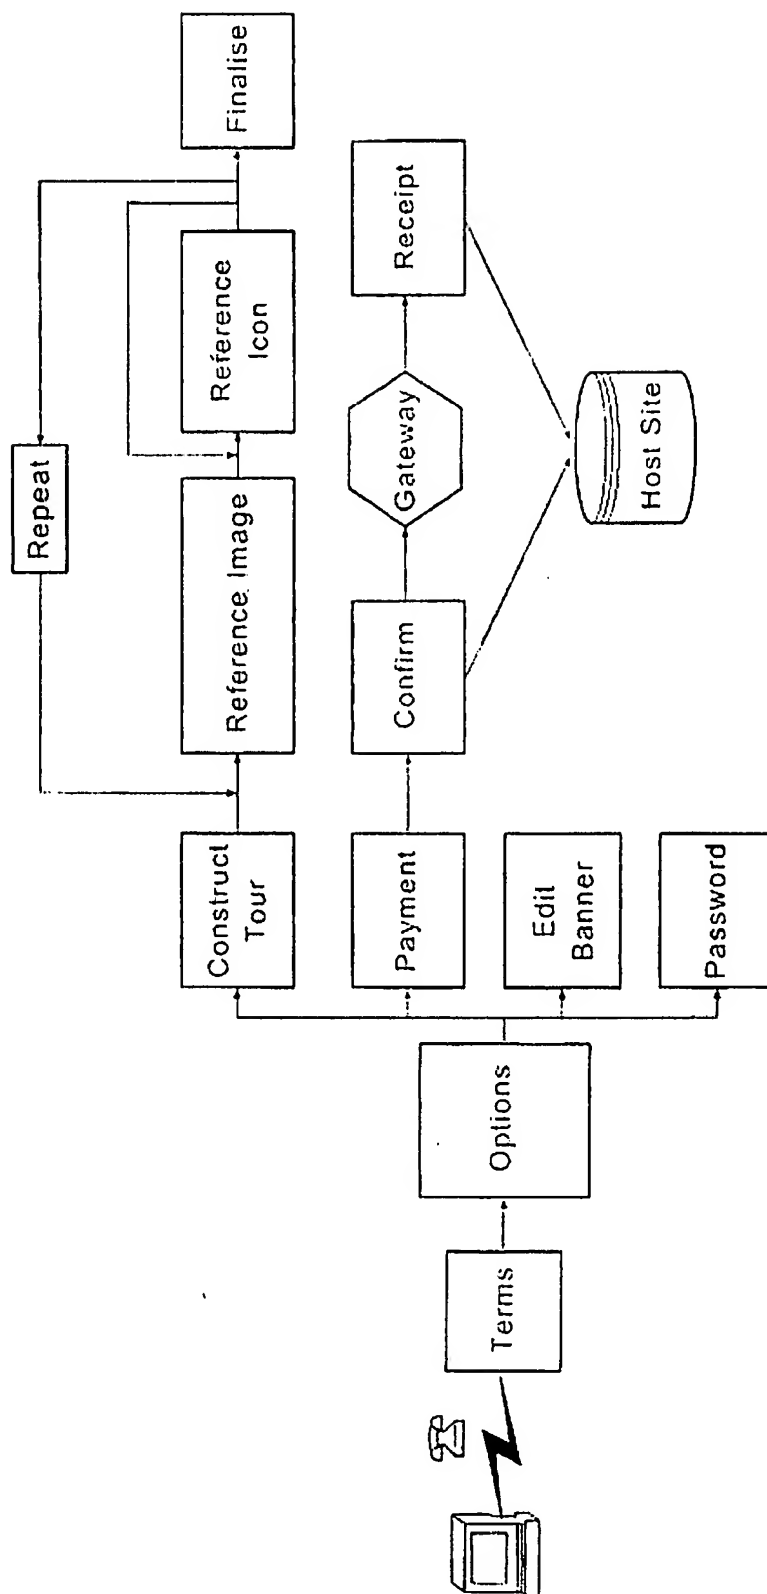 Repeat
Construct
Tour
Reference Image
Reference
Icon
Finalise
Payment
Confirm
Gateway
Receipt
Edit
Banner
Password
Host Site
Terms
Options